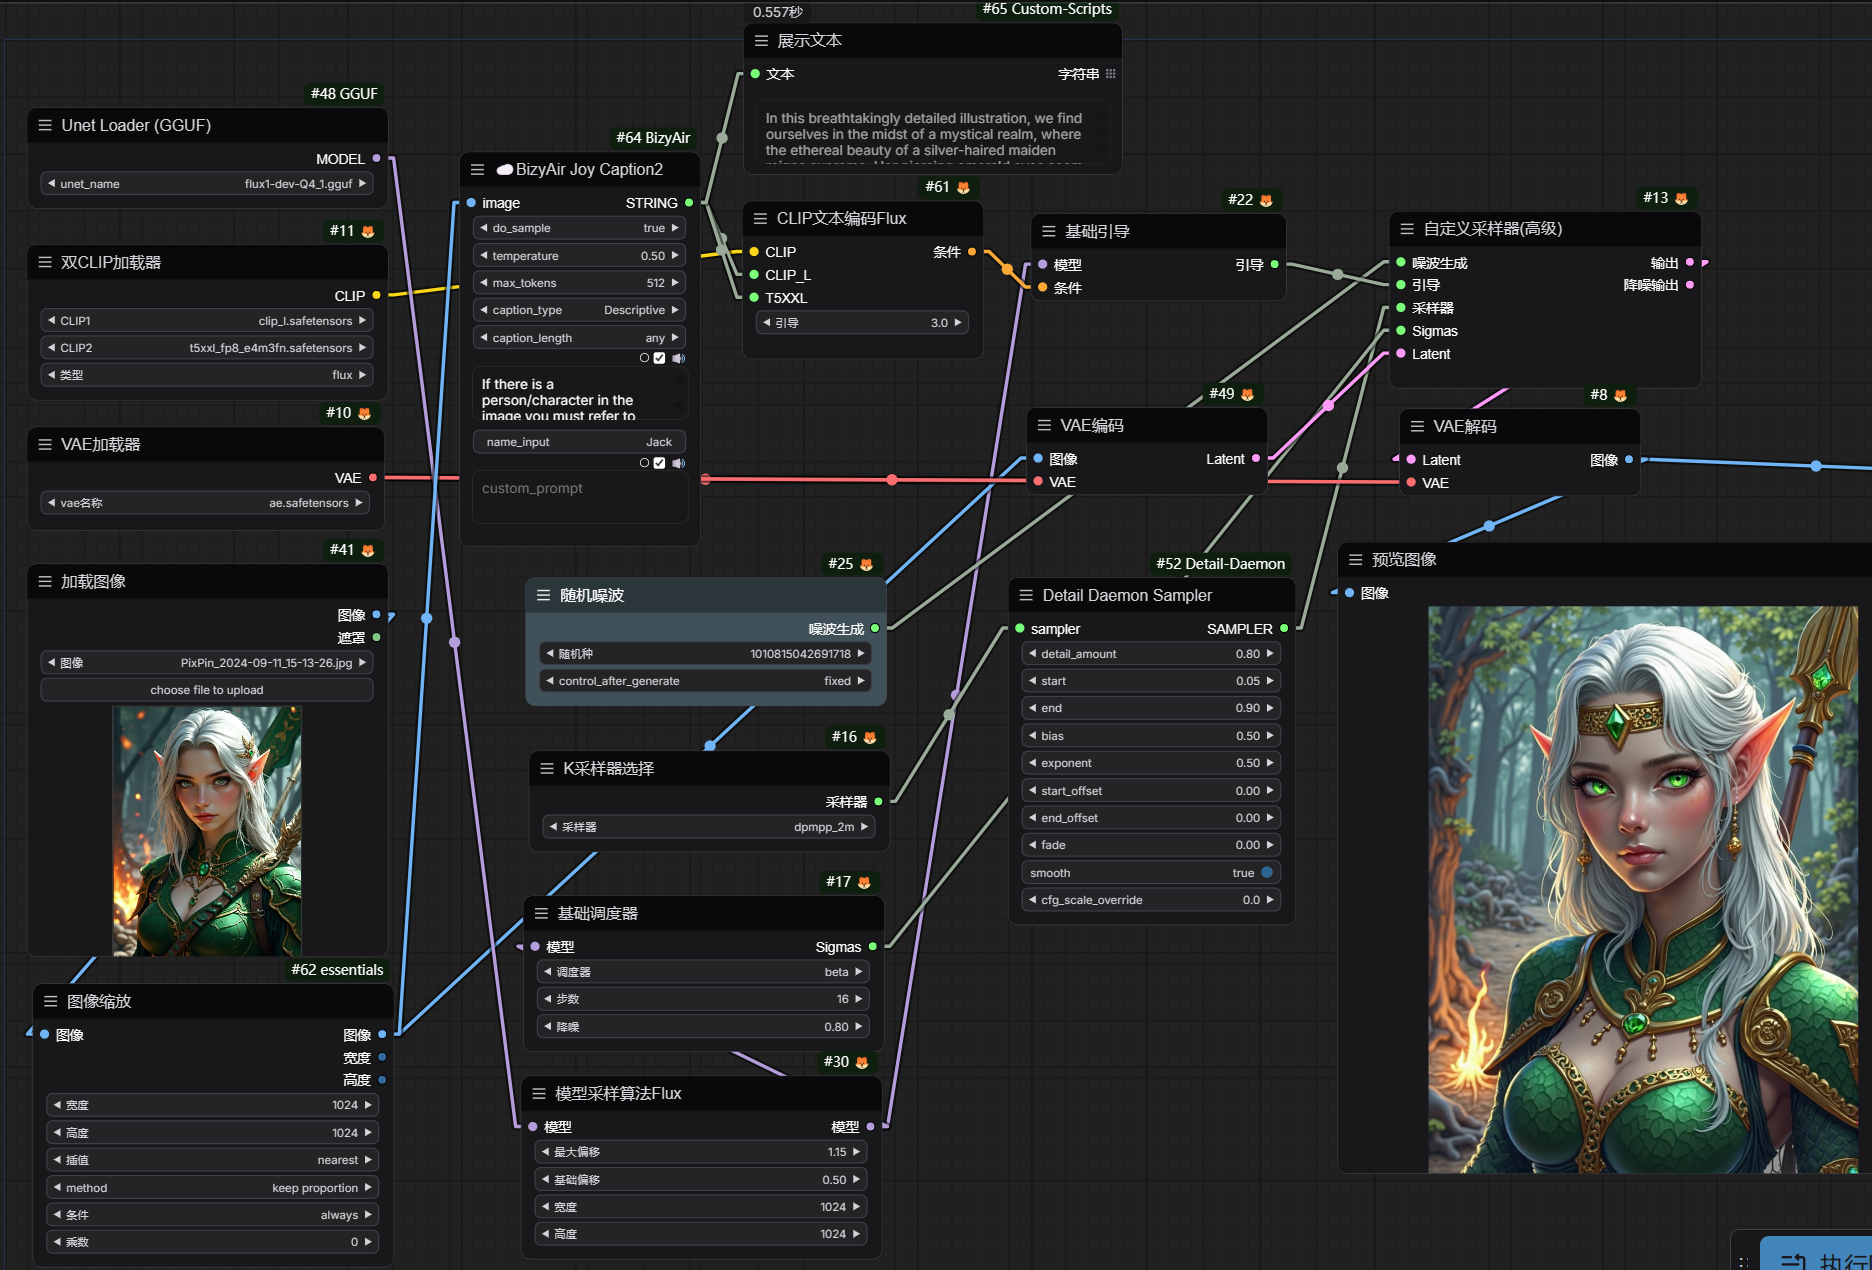 #48 GGUF
Unet Loader (GGUF)
MODEL
unet_name flux1-dev-Q4_1.gguf
#11
双CLIP加载器
CLIP
CLIP1 clip_l.safetensors
CLIP2 t5xxl_fp8_e4m3fn.safetensors
类型 flux
#10
VAE加载器
VAE
vae名称 ae.safetensors
#41
加载图像
图像
遮罩
图像 PixPin_2024-09-11_15-13-26.jpg
choose file to upload
#62 essentials
图像缩放
图像 图像
宽度
高度
宽度 1024
高度 1024
插值 nearest
method keep proportion
条件 always
乘数 0
#64 BizyAir
BizyAir Joy Caption2
image STRING
do_sample true
temperature 0.50
max_tokens 512
caption_type Descriptive
caption_length any
If there is a
person/character in the
image you must refer to
name_input Jack
custom_prompt
0.557秒
#65 Custom-Scripts
展示文本
文本 字符串
In this breathtakingly detailed illustration, we find
ourselves in the midst of a mystical realm, where
the ethereal beauty of a silver-haired maiden
#61
CLIP文本编码Flux
CLIP 条件
CLIP_L
T5XXL
引导 3.0
#25
随机噪波
噪波生成
随机种 1010815042691718
control_after_generate fixed
#16
K采样器选择
采样器
采样器 dpmpp_2m
#17
基础调度器
模型 Sigmas
调度器 beta
步数 16
降噪 0.80
#30
模型采样算法Flux
模型 模型
最大偏移 1.15
基础偏移 0.50
宽度 1024
高度 1024
#22
基础引导
模型 引导
条件
#49
VAE编码
图像 Latent
VAE
#52 Detail-Daemon
Detail Daemon Sampler
sampler SAMPLER
detail_amount 0.80
start 0.05
end 0.90
bias 0.50
exponent 0.50
start_offset 0.00
end_offset 0.00
fade 0.00
smooth true
cfg_scale_override 0.0
#13
自定义采样器(高级)
噪波生成 输出
引导 降噪输出
采样器
Sigmas
Latent
#8
VAE解码
Latent 图像
VAE
预览图像
图像
执行